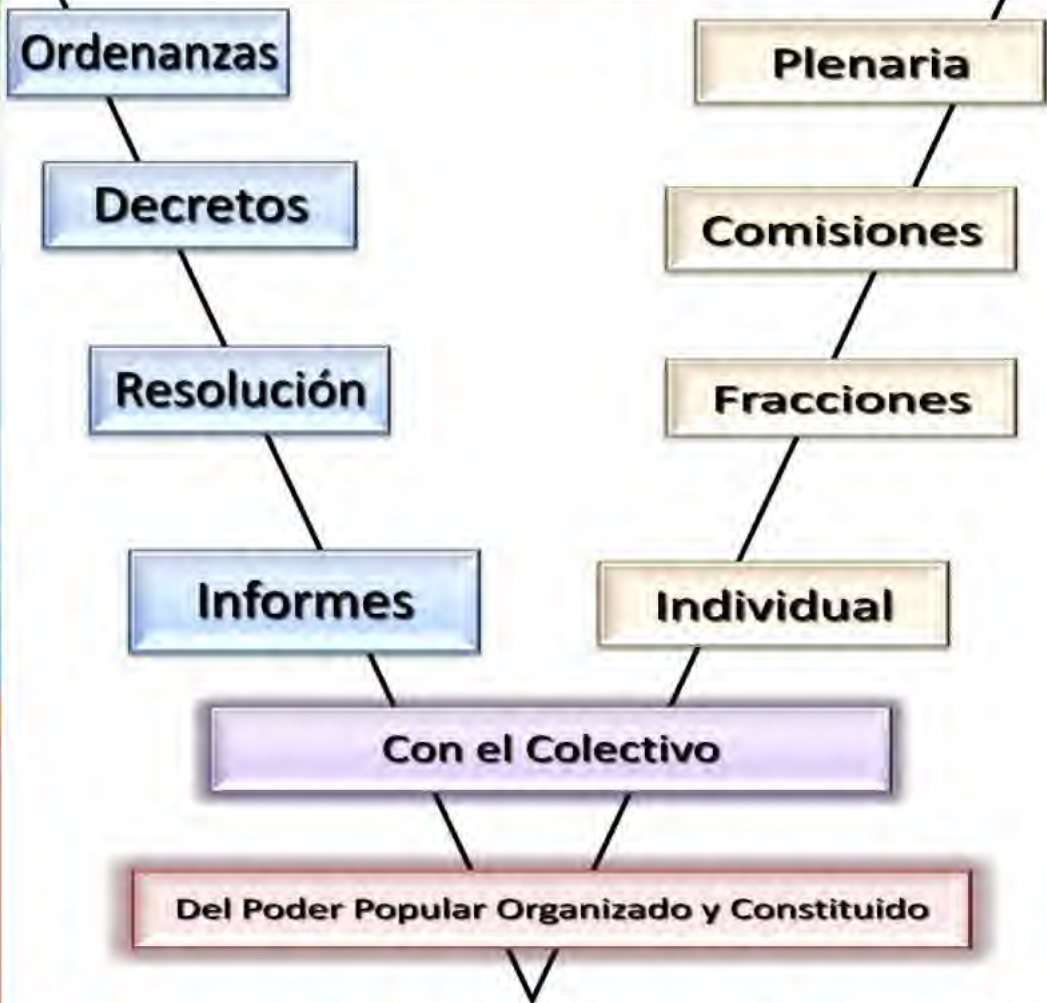 Ordenanzas
Plenaria
Decretos
Comisiones
Resolución
Fracciones
Informes
Individual
Con el Colectivo
Del Poder Popular Organizado y Constituido